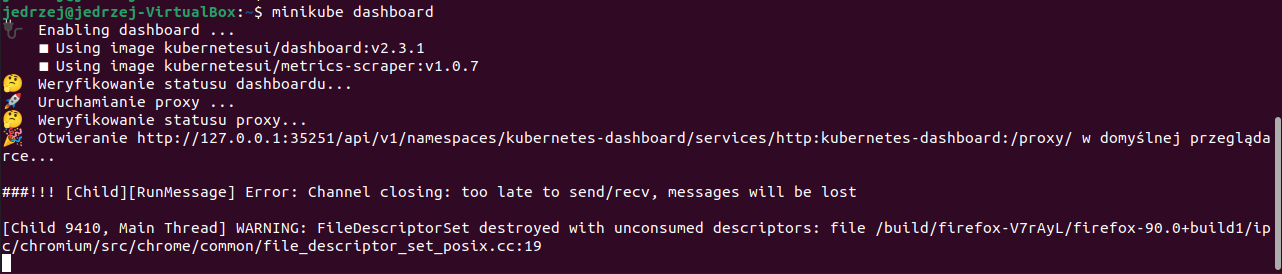 jedrzej@jedrzej-VirtualBox:~$ minikube dashboard
Enabling dashboard ...
■ Using image kubernetesui/dashboard:v2.3.1
■ Using image kubernetesui/metrics-scraper:v1.0.7
Weryfikowanie statusu dashboardu...
Uruchamianie proxy ...
Weryfikowanie statusu proxy...
Otwieranie http://127.0.0.1:35251/api/v1/namespaces/kubernetes-dashboard/services/http:kubernetes-dashboard:/proxy/ w domyślnej przegląda
rce...
###!!! [Child][RunMessage] Error: Channel closing: too late to send/recv, messages will be lost
[Child 9410, Main Thread] WARNING: FileDescriptorSet destroyed with unconsumed descriptors: file /build/firefox-V7rAyL/firefox-90.0+build1/ip
c/chromium/src/chrome/common/file_descriptor_set_posix.cc:19